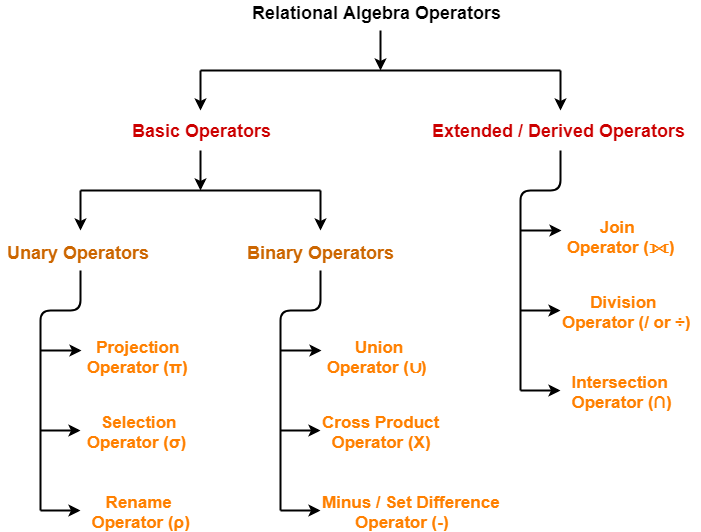 Relational Algebra Operators
Basic Operators
Extended / Derived Operators
Unary Operators
Binary Operators
Join
Operator (⋈)
Division
Operator (/ or ÷)
Intersection
Operator (∩)
Projection
Operator (π)
Selection
Operator (σ)
Rename
Operator (ρ)
Union
Operator (∪)
Cross Product
Operator (X)
Minus / Set Difference
Operator (-)